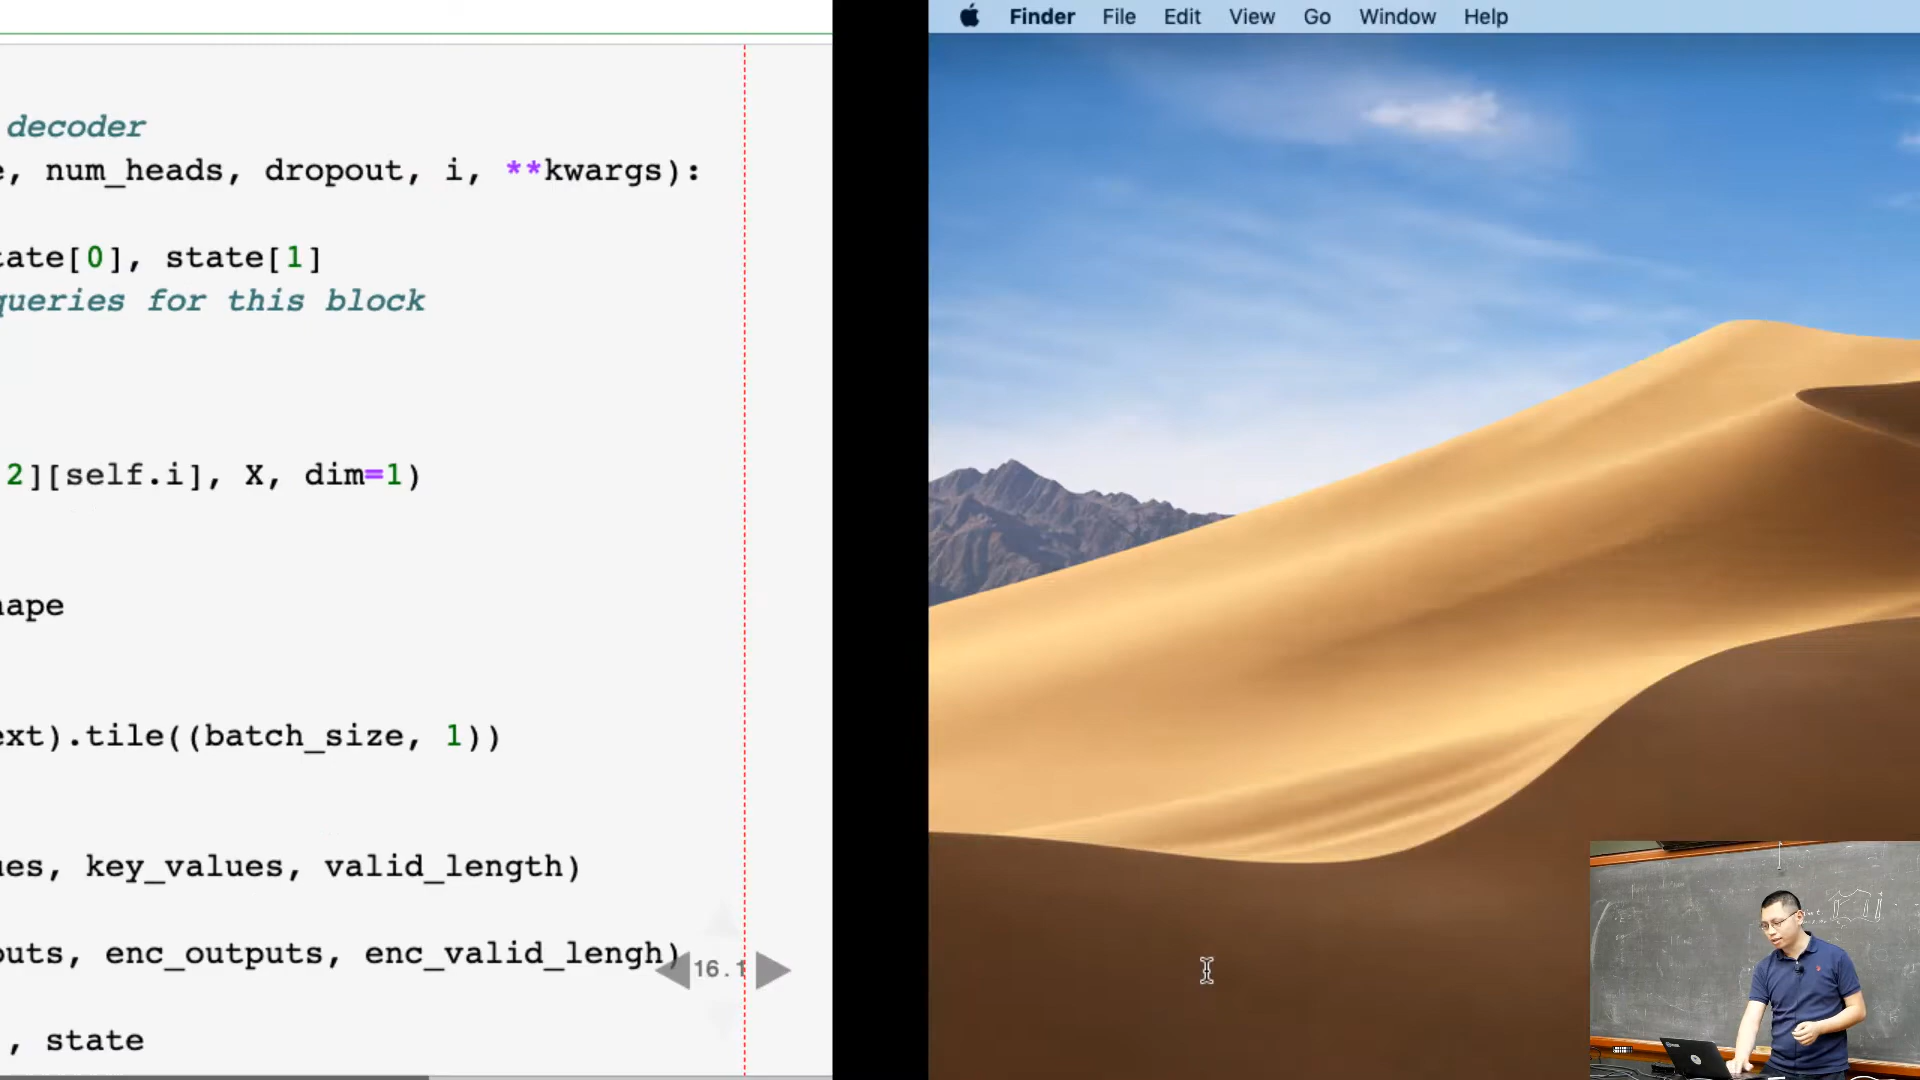 Finder File Edit View Go Window Help
decoder
, num_heads, dropout, i, **kwargs):
ate[0], state[1]
queries for this block
2][self.i], X, dim=1)
ape
ext).tile((batch_size, 1))
es, key_values, valid_length)
uts, enc_outputs, enc_valid_lengh)
16.1
, state